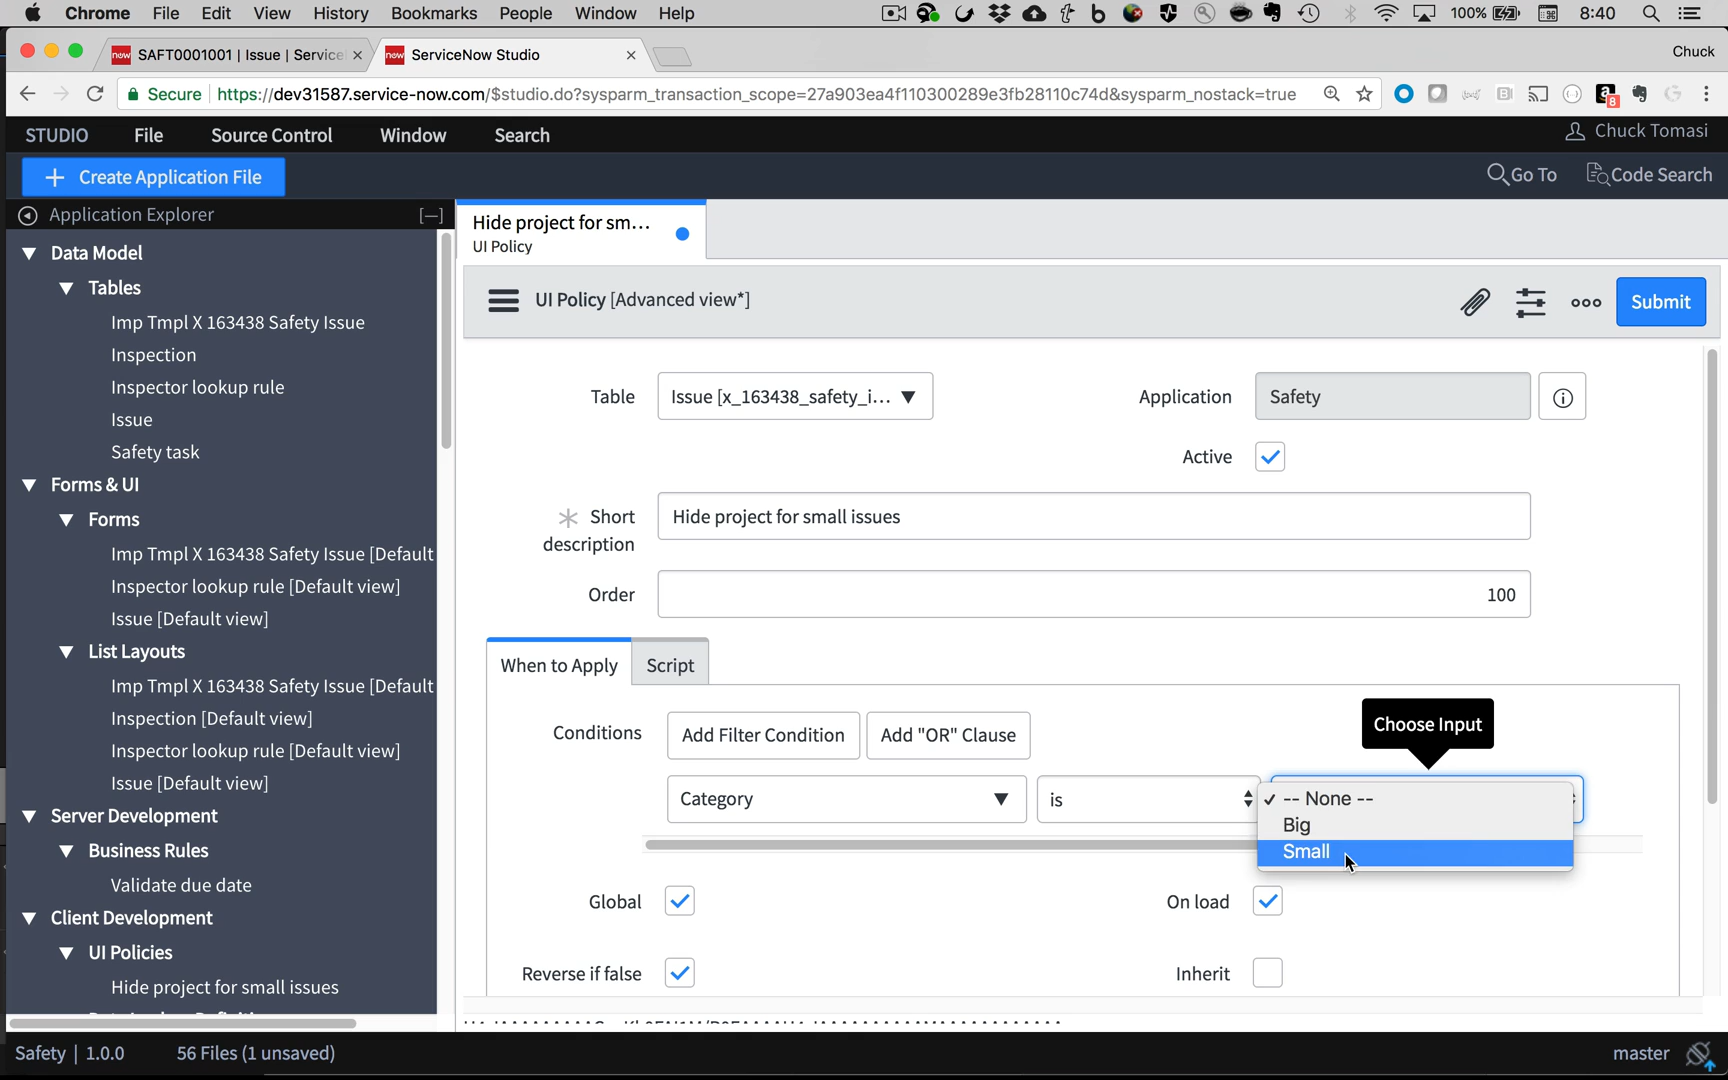 Chrome File Edit View History Bookmarks People Window Help 100% 8:40
SAFT0001001 | Issue | Service
ServiceNow Studio
Chuck
Secure https://dev31587.service-now.com/$studio.do?sysparm_transaction_scope=27a903ea4f110300289e3fb28110c74d&sysparm_nostack=true
STUDIO File Source Control Window Search Chuck Tomasi
Create Application File Go To Code Search
Application Explorer [—]
Data Model
Tables
Imp Tmpl X 163438 Safety Issue
Inspection
Inspector lookup rule
Issue
Safety task
Forms & UI
Forms
Imp Tmpl X 163438 Safety Issue [Default
Inspector lookup rule [Default view]
Issue [Default view]
List Layouts
Imp Tmpl X 163438 Safety Issue [Default
Inspection [Default view]
Inspector lookup rule [Default view]
Issue [Default view]
Server Development
Business Rules
Validate due date
Client Development
UI Policies
Hide project for small issues
Hide project for sm...
UI Policy
UI Policy [Advanced view*]
Submit
Table Issue [x_163438_safety_i...
Application Safety
Active
Short
description
Hide project for small issues
Order 100
When to Apply Script
Conditions Add Filter Condition Add "OR" Clause
Choose Input
Category is
-- None --
Big
Small
Global On load
Reverse if false Inherit
Safety | 1.0.0 56 Files (1 unsaved) master